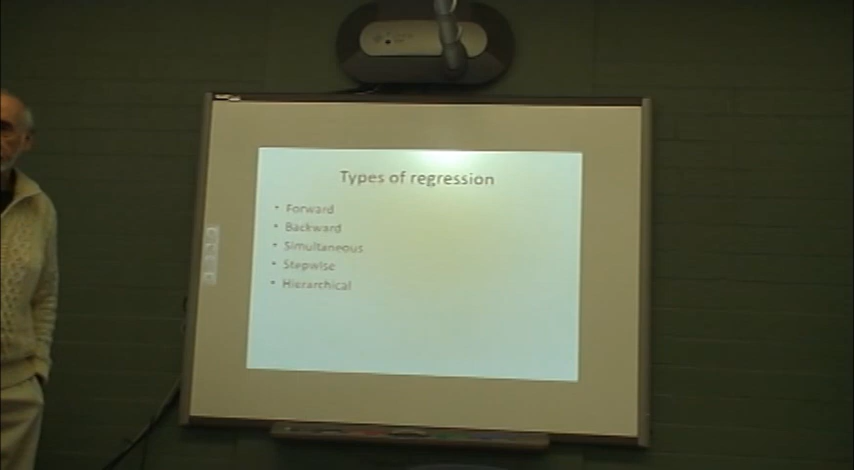 Types of regression
• Forward
• Backward
• Simultaneous
• Stepwise
• Hierarchical